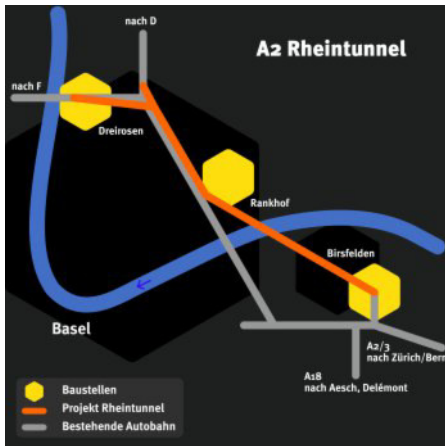 nach D
A2 Rheintunnel
nach F
Dreirosen
Rankhof
Birsfelden
Basel
A2/3
nach Zürich/Bern
A18
nach Aesch, Delémont
Baustellen
Projekt Rheintunnel
Bestehende Autobahn